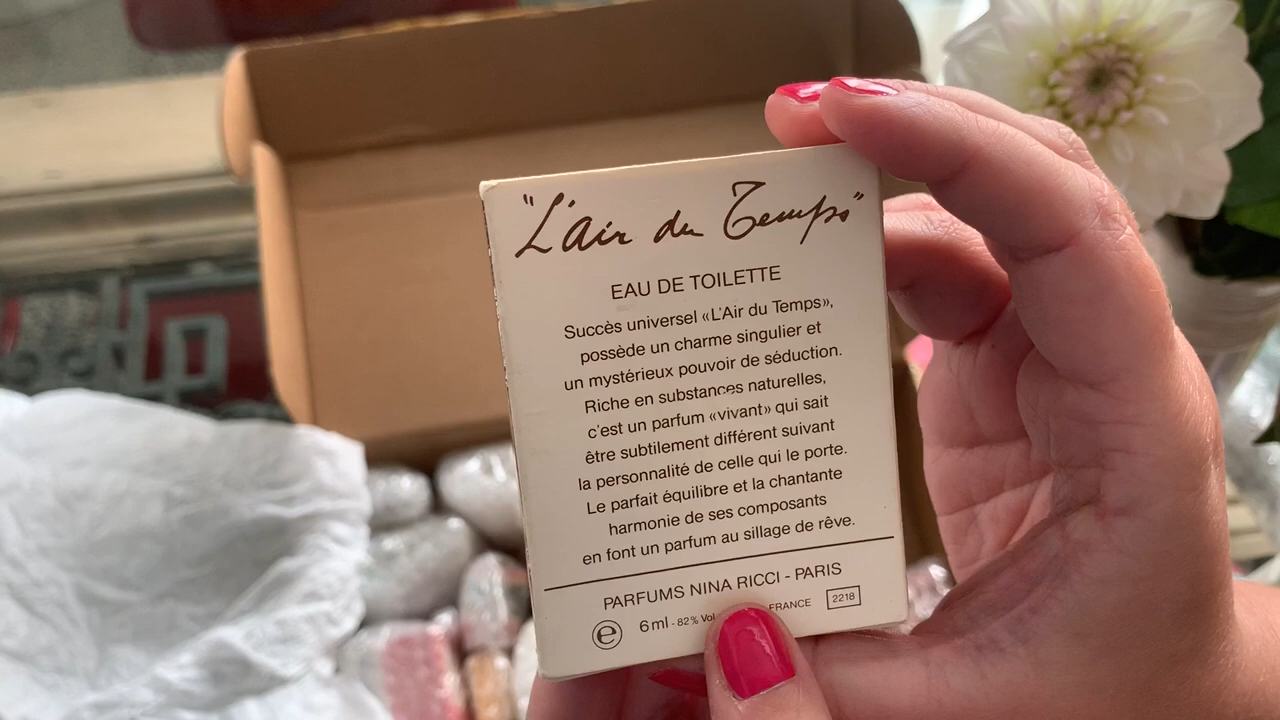 "L'Air du Temps"
EAU DE TOILETTE
Succès universel «L'Air du Temps»,
possède un charme singulier et
un mystérieux pouvoir de séduction.
Riche en substances naturelles,
c'est un parfum «vivant» qui sait
être subtilement différent suivant
la personnalité de celle qui le porte.
Le parfait équilibre et la chantante
harmonie de ses composants
en font un parfum au sillage de rêve.
PARFUMS NINA RICCI - PARIS
e 6 ml - 82% Vol FRANCE 2218